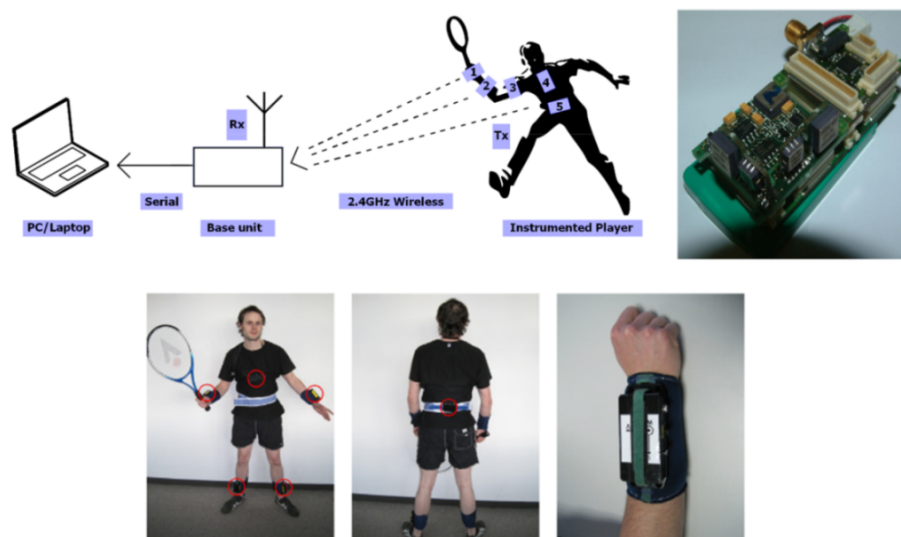 1
2
3
4
5
Rx
Tx
Serial
2.4GHz Wireless
PC/Laptop
Base unit
Instrumented Player